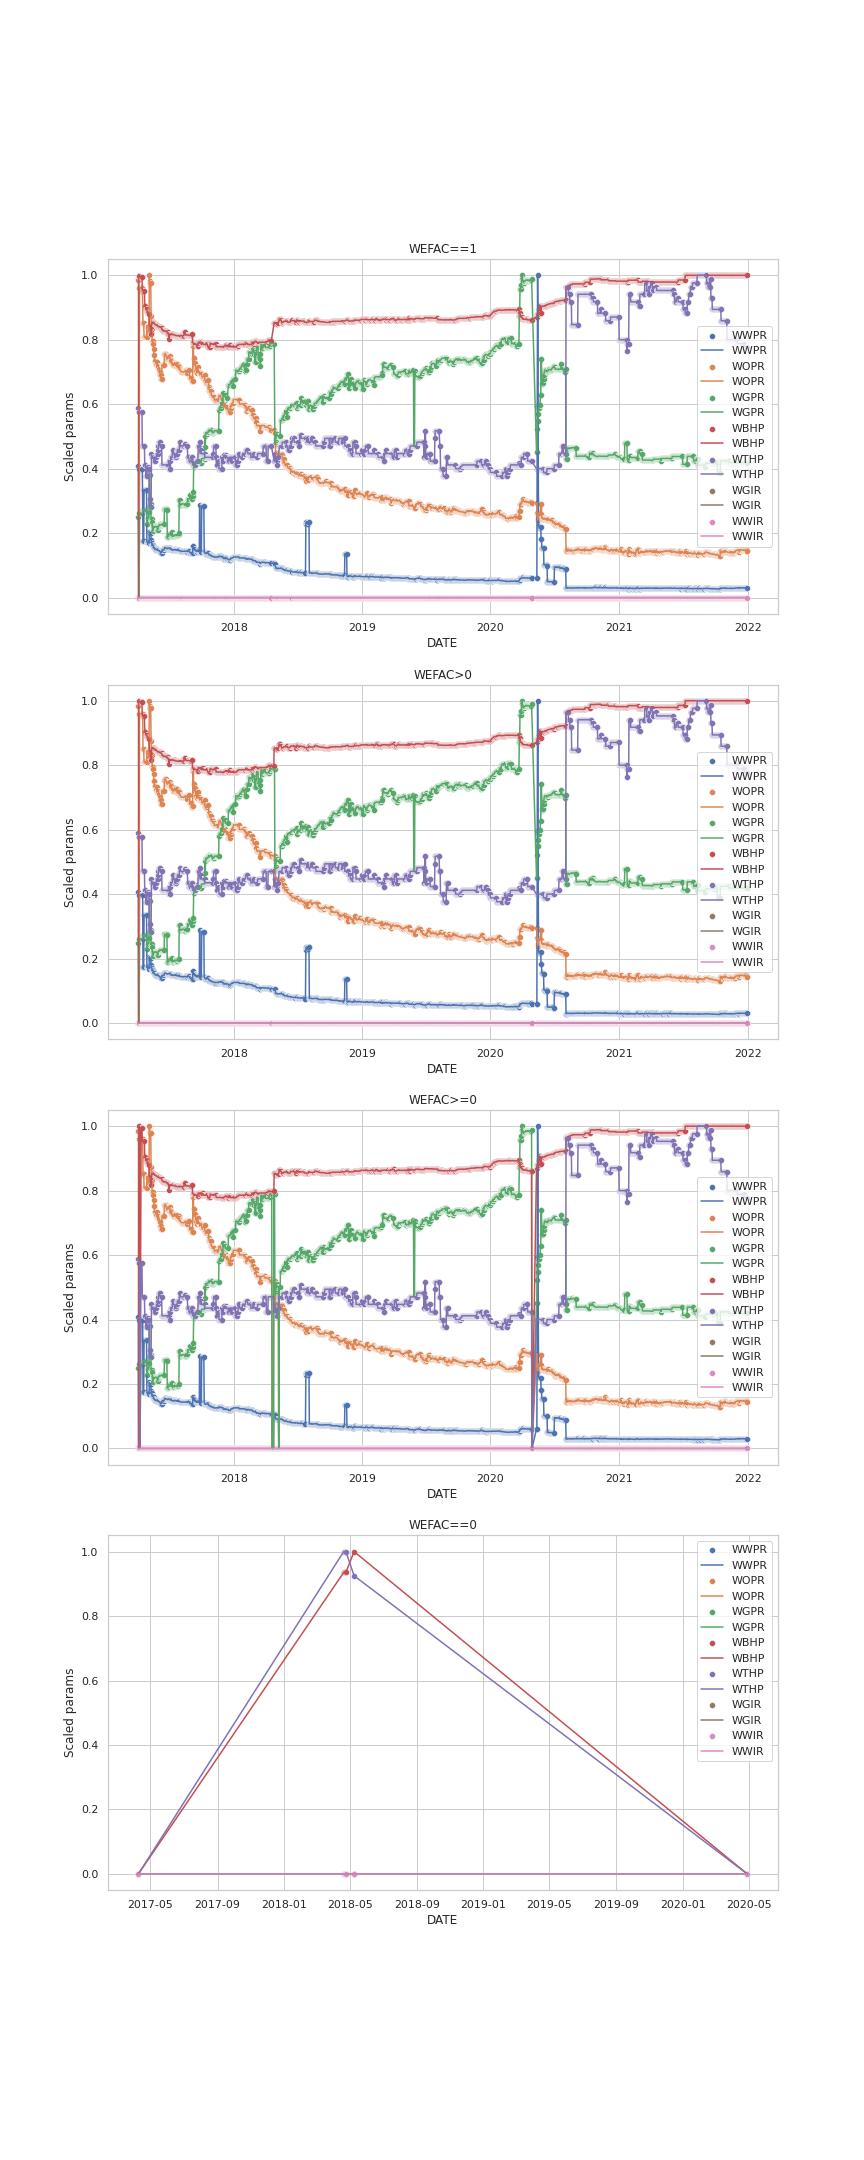 WEFAC==1
Scaled params
1.0
0.8
0.6
0.4
0.2
0.0
WWPR
WWPR
WOPR
WOPR
WGPR
WGPR
WBHP
WBHP
WTHP
WTHP
WGIR
WGIR
WWIR
WWIR
2018 2019 2020 2021 2022
DATE
WEFAC>0
Scaled params
1.0
0.8
0.6
0.4
0.2
0.0
WWPR
WWPR
WOPR
WOPR
WGPR
WGPR
WBHP
WBHP
WTHP
WTHP
WGIR
WGIR
WWIR
WWIR
2018 2019 2020 2021 2022
DATE
WEFAC>=0
Scaled params
1.0
0.8
0.6
0.4
0.2
0.0
WWPR
WWPR
WOPR
WOPR
WGPR
WGPR
WBHP
WBHP
WTHP
WTHP
WGIR
WGIR
WWIR
WWIR
2018 2019 2020 2021 2022
DATE
WEFAC==0
Scaled params
1.0
0.8
0.6
0.4
0.2
0.0
WWPR
WWPR
WOPR
WOPR
WGPR
WGPR
WBHP
WBHP
WTHP
WTHP
WGIR
WGIR
WWIR
WWIR
2017-05 2017-09 2018-01 2018-05 2018-09 2019-01 2019-05 2019-09 2020-01 2020-05
DATE